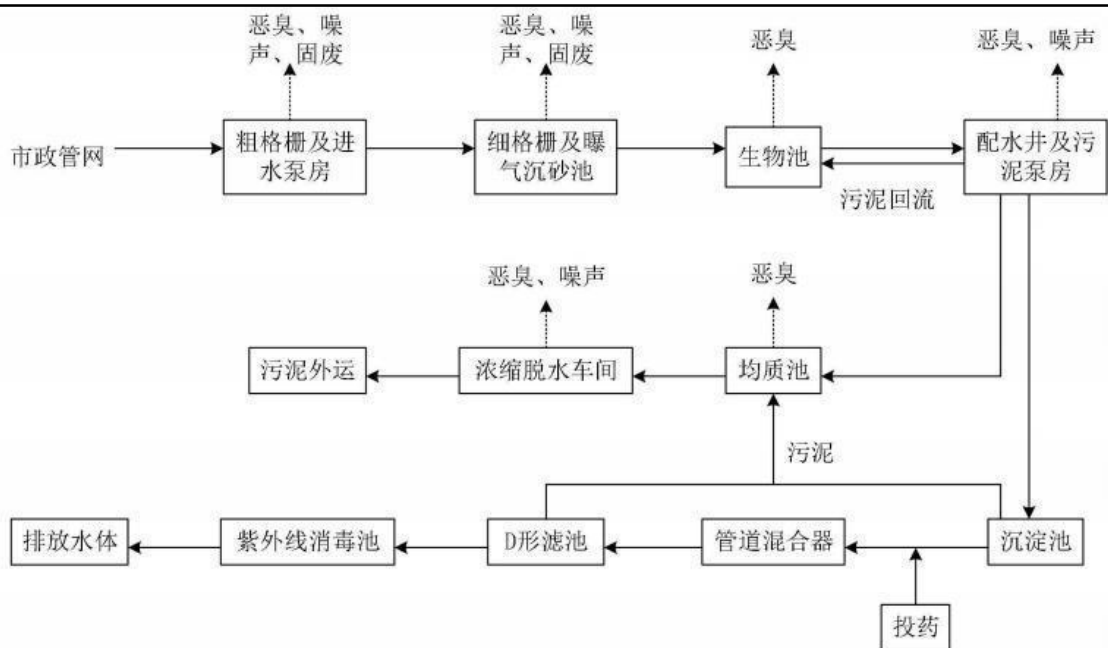 恶臭、噪
声、固废
恶臭、噪
声、固废
恶臭
恶臭、噪声
市政管网
粗格栅及进
水泵房
细格栅及曝
气沉砂池
生物池
配水井及污
泥泵房
污泥回流
恶臭、噪声
恶臭
污泥外运
浓缩脱水车间
均质池
污泥
排放水体
紫外线消毒池
D形滤池
管道混合器
沉淀池
投药